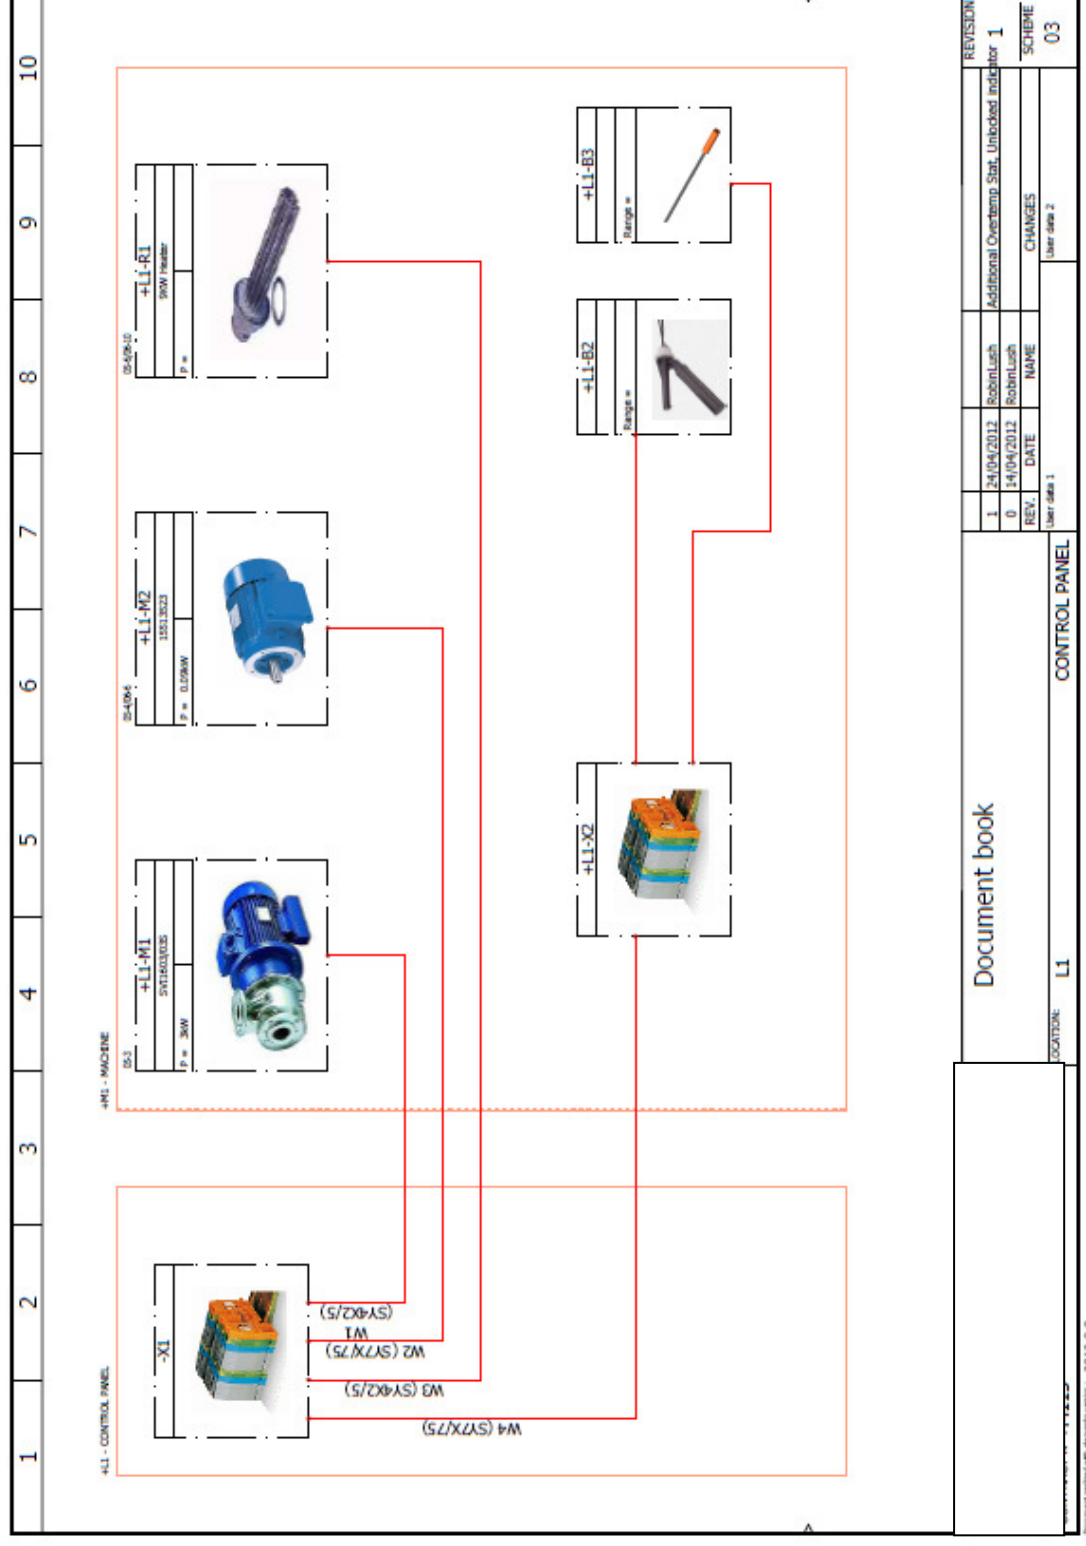 1 2 3 4 5 6 7 8 9 10
+L1 - CONTROL PANEL
-X1
W1
(SY4X2/5)
W2 (SY7X/75)
W3 (SY4X2/5)
W4 (SY7X/75)
+M1 - MACHINE
05-3
+L1-M1
P = 3kW
+L1-M2
15513523
P = 0.09kW
+L1-R1
9KW Heater
P =
+L1-X2
+L1-B2
Range =
+L1-B3
Range =
Document book
LOCATION: L1
CONTROL PANEL
1 24/04/2012 RobinLush Additional Overtemp Stat, Unlocked indicator
0 14/04/2012 RobinLush
REV. DATE NAME CHANGES
User data 1
User data 2
REVISION
1
SCHEME
03